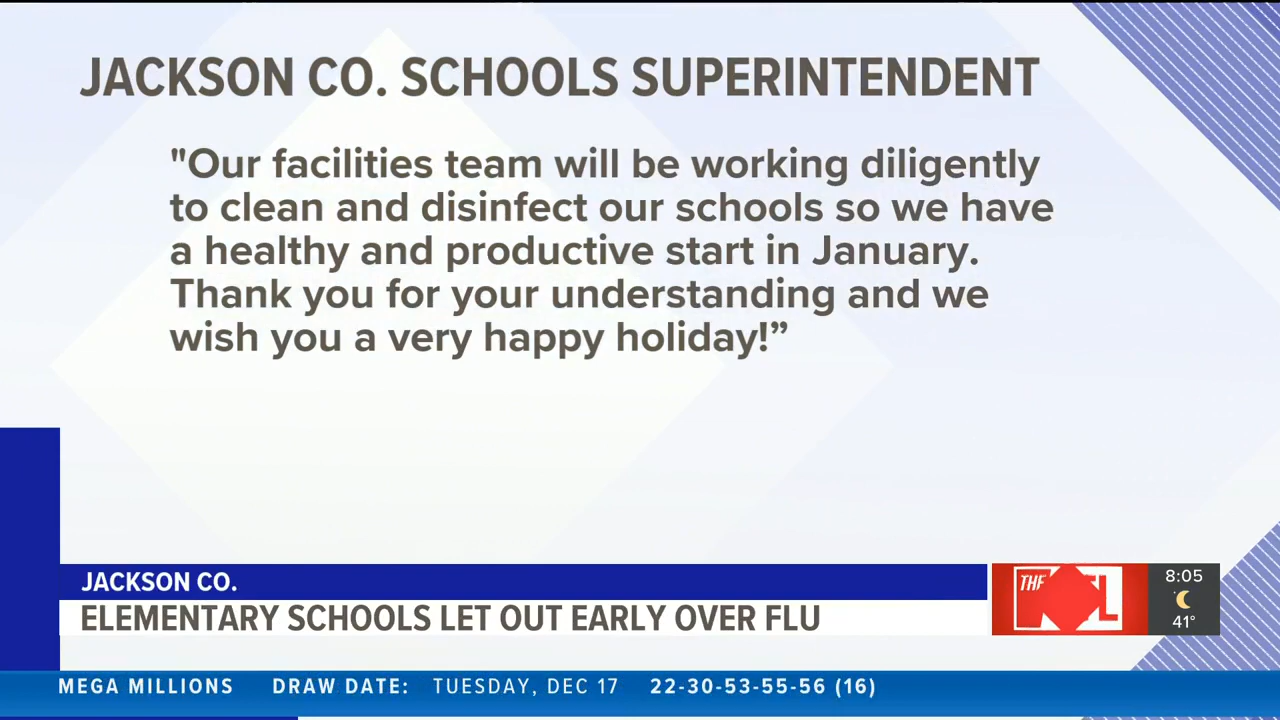 JACKSON CO. SCHOOLS SUPERINTENDENT
"Our facilities team will be working diligently
to clean and disinfect our schools so we have
a healthy and productive start in January.
Thank you for your understanding and we
wish you a very happy holiday!”
JACKSON CO.
ELEMENTARY SCHOOLS LET OUT EARLY OVER FLU
THE
8:05
41°
MEGA MILLIONS DRAW DATE: TUESDAY, DEC 17 22-30-53-55-56 (16)